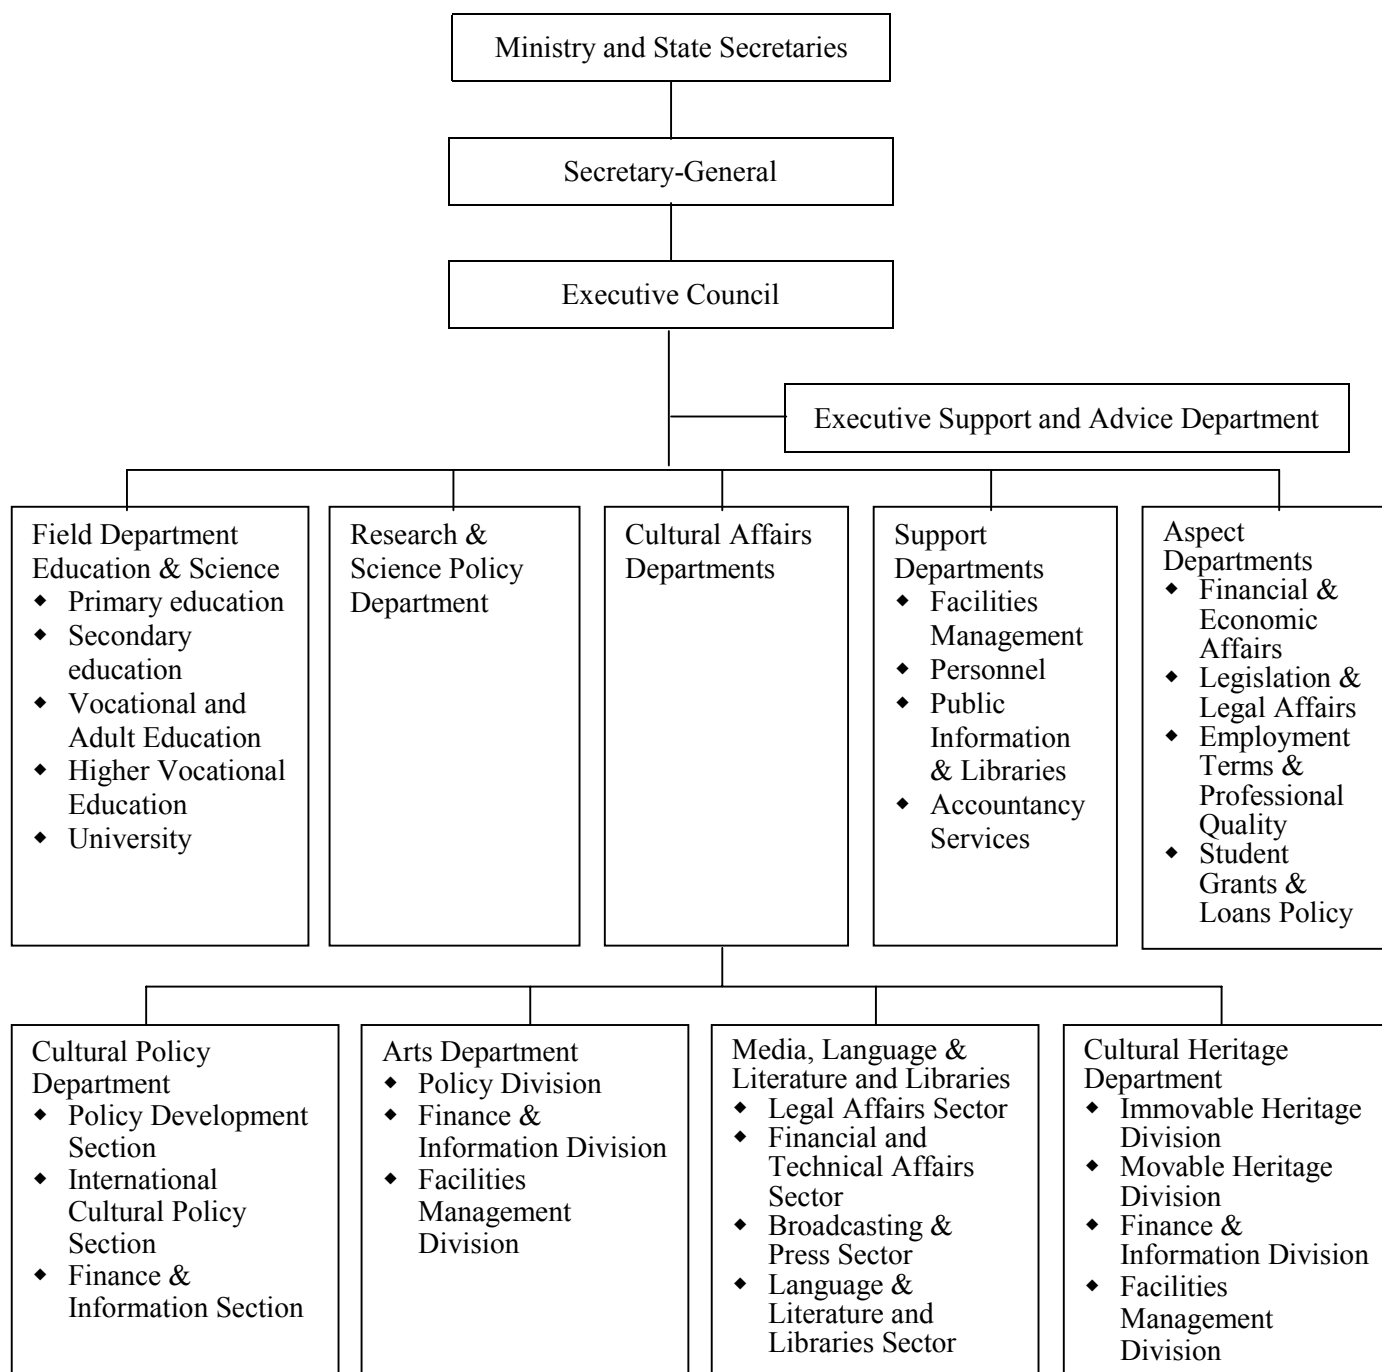 Ministry and State Secretaries
Secretary-General
Executive Council
Executive Support and Advice Department
Field Department
Education & Science
◆ Primary education
◆ Secondary
education
◆ Vocational and
Adult Education
◆ Higher Vocational
Education
◆ University
Research &
Science Policy
Department
Cultural Affairs
Departments
Support
Departments
◆ Facilities
Management
◆ Personnel
◆ Public
Information
& Libraries
◆ Accountancy
Services
Aspect
Departments
◆ Financial &
Economic
Affairs
◆ Legislation &
Legal Affairs
◆ Employment
Terms &
Professional
Quality
◆ Student
Grants &
Loans Policy
Cultural Policy
Department
◆ Policy Development
Section
◆ International
Cultural Policy
Section
◆ Finance &
Information Section
Arts Department
◆ Policy Division
◆ Finance &
Information Division
◆ Facilities
Management
Division
Media, Language &
Literature and Libraries
◆ Legal Affairs Sector
◆ Financial and
Technical Affairs
Sector
◆ Broadcasting &
Press Sector
◆ Language &
Literature and
Libraries Sector
Cultural Heritage
Department
◆ Immovable Heritage
Division
◆ Movable Heritage
Division
◆ Finance &
Information Division
◆ Facilities
Management
Division